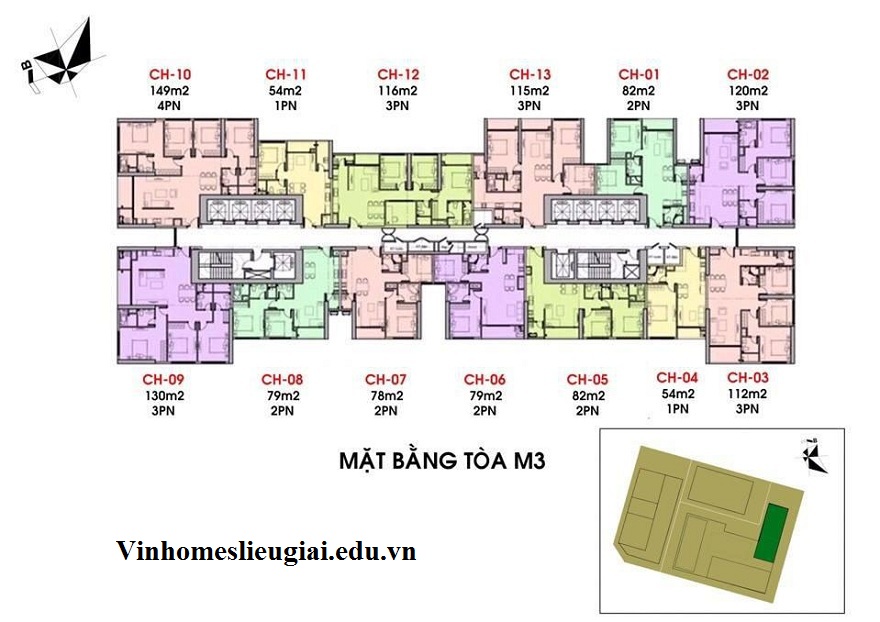 B
CH-10
149m2
4PN
CH-11
54m2
1PN
CH-12
116m2
3PN
CH-13
115m2
3PN
CH-01
82m2
2PN
CH-02
120m2
3PN
CH-09
130m2
3PN
CH-08
79m2
2PN
CH-07
78m2
2PN
CH-06
79m2
2PN
CH-05
82m2
2PN
CH-04
54m2
1PN
CH-03
112m2
3PN
MẶT BẰNG TÒA M3
B
Vinhomeslieugiai.edu.vn